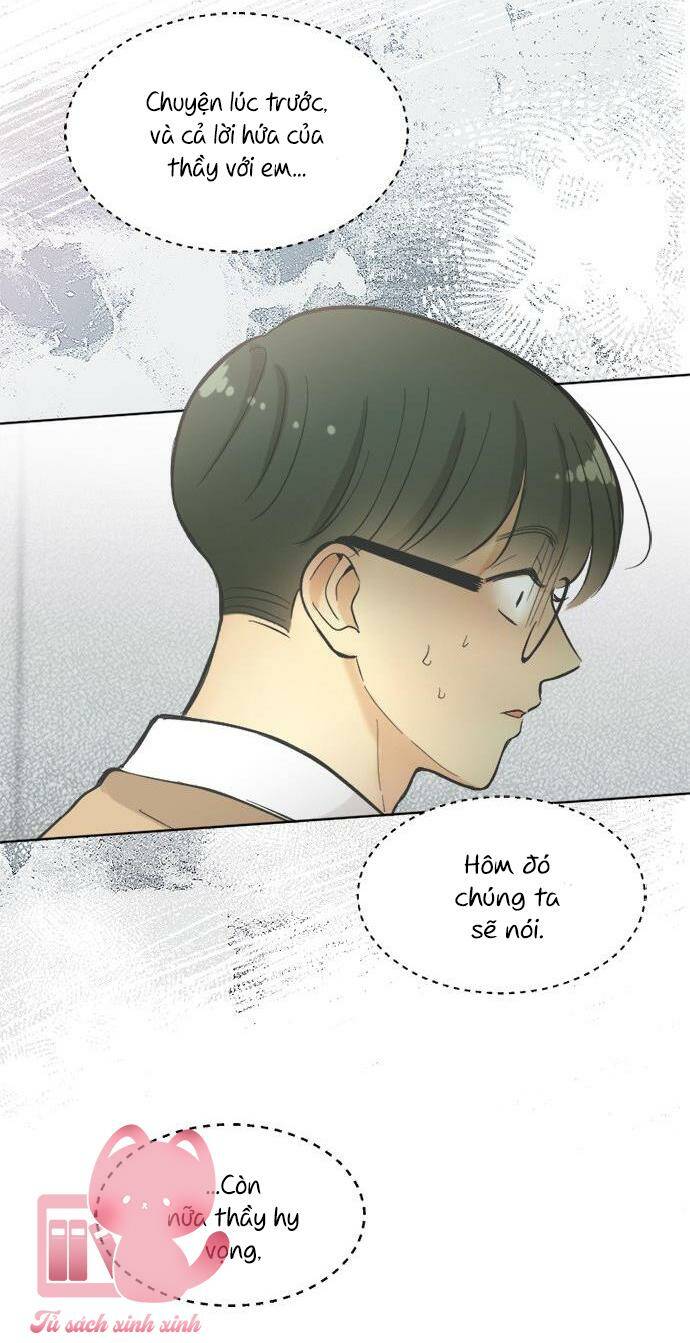 Chuyện lúc trước,
và cả lời hứa của
thầy với em...
Hôm đó
chúng ta
sẽ nói.
...Còn
nữa thầy hy
vọng,
Tủ sách xinh xinh